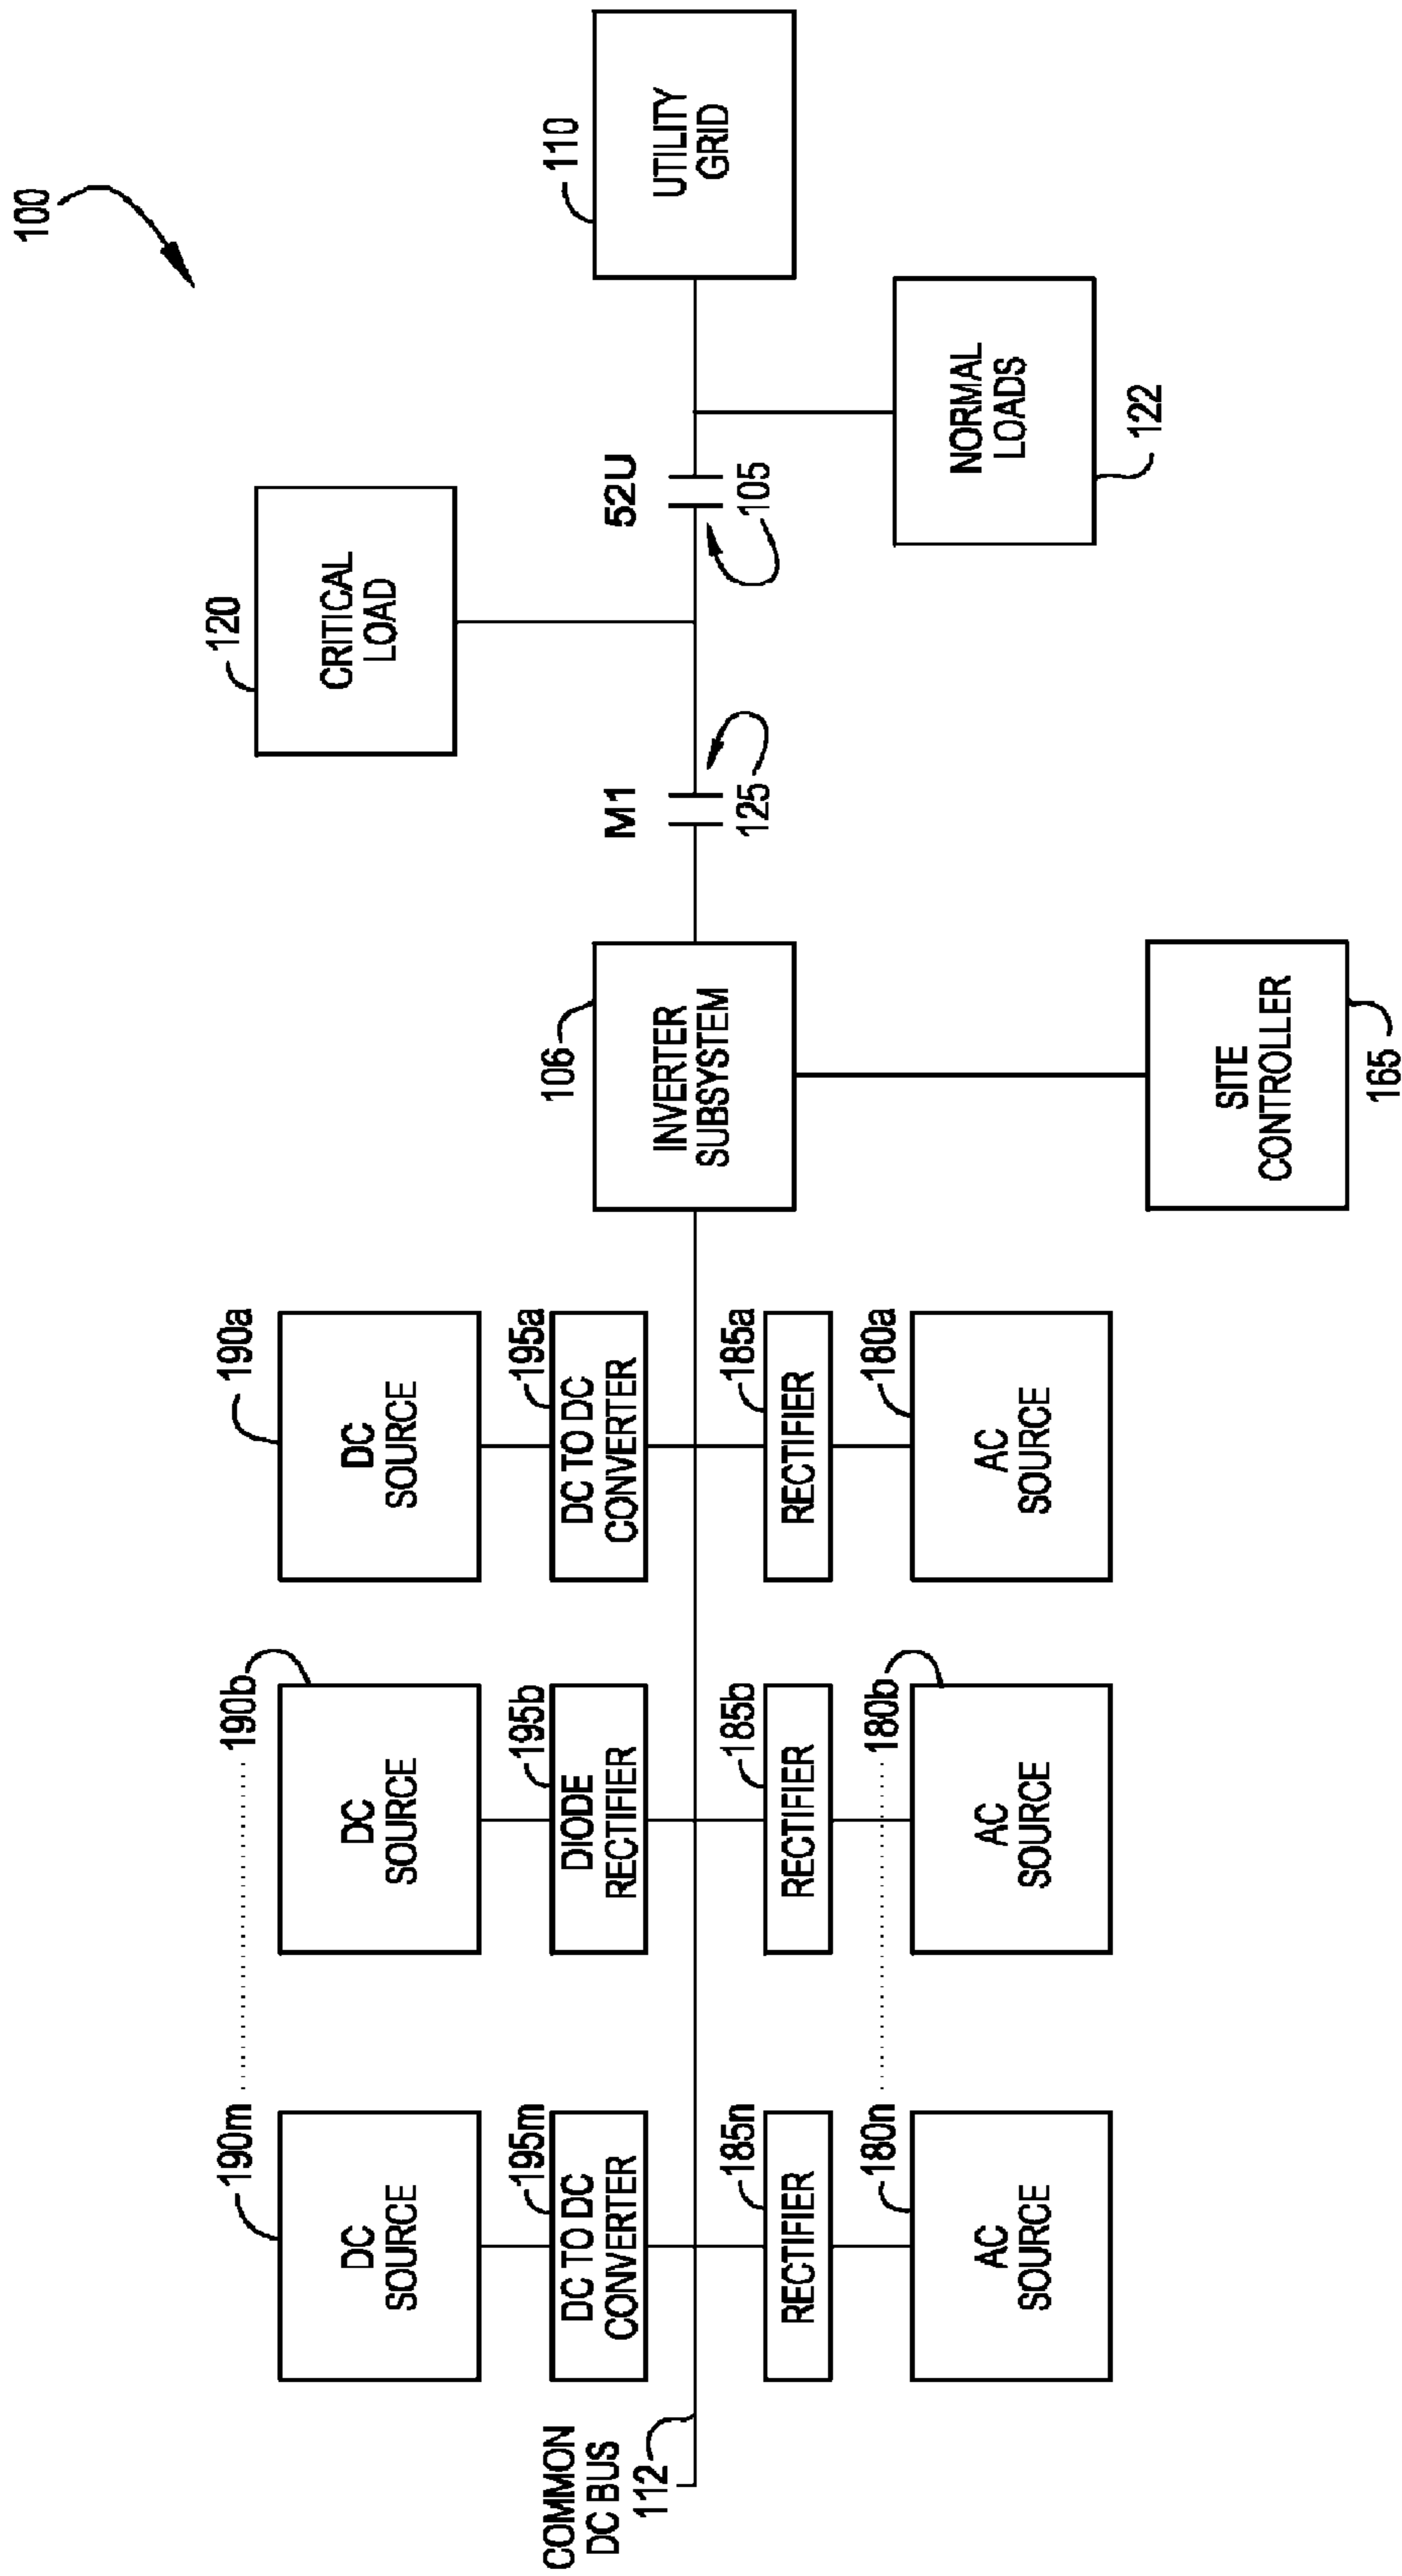 100
110
UTILITY
GRID
120
CRITICAL
LOAD
52U
105
NORMAL
LOADS
122
M1
125
106
INVERTER
SUBSYSTEM
SITE
CONTROLLER
165
190m
DC
SOURCE
190b
DC
SOURCE
190a
DC
SOURCE
195m
DC TO DC
CONVERTER
195b
DIODE
RECTIFIER
195a
DC TO DC
CONVERTER
COMMON
DC BUS
112
185n
RECTIFIER
185b
RECTIFIER
185a
RECTIFIER
180n
AC
SOURCE
180b
AC
SOURCE
180a
AC
SOURCE